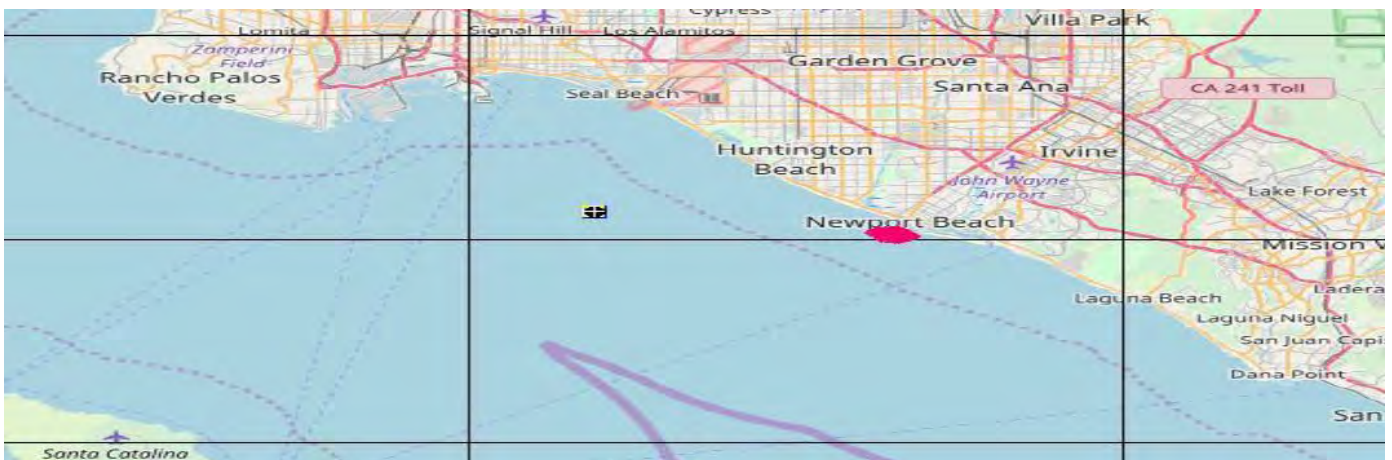 Cypress
Villa Park
Lomita
Signal Hill
Los Alamitos
Zamperini
Field
Garden Grove
Rancho Palos
Verdes
Santa Ana
CA 241 Toll
Seal Beach
Huntington
Beach
Irvine
John Wayne
Airport
Lake Forest
Newport Beach
Mission V
Ladera
Laguna Beach
Laguna Niguel
San Juan Capi
Dana Point
San
Santa Catalina